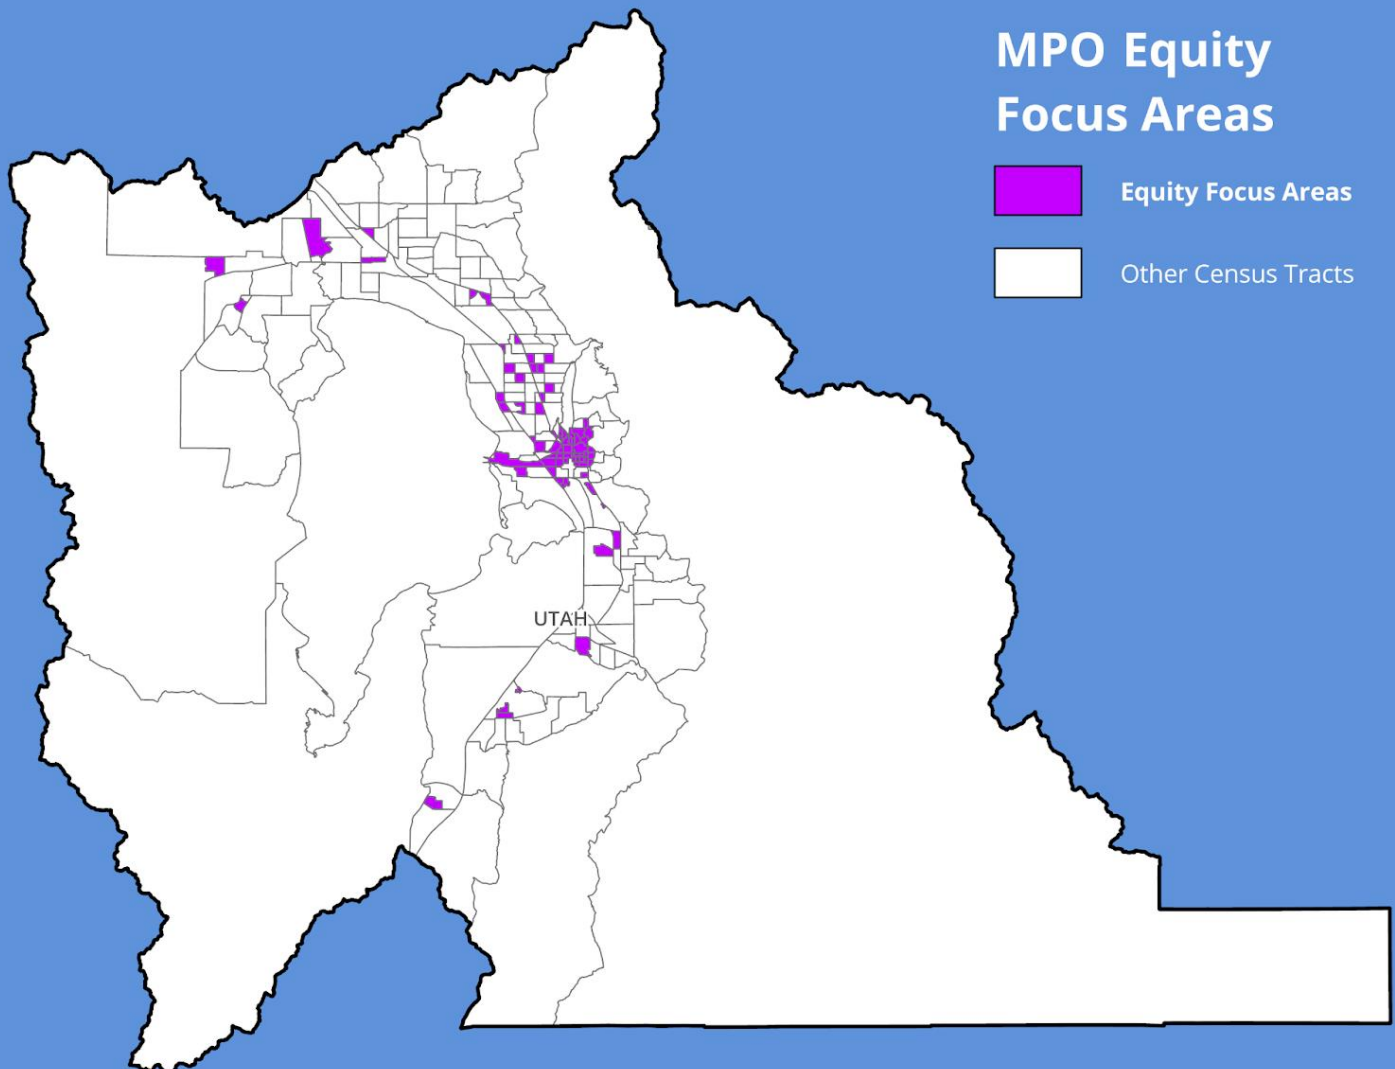 MPO Equity
Focus Areas
Equity Focus Areas
Other Census Tracts
UTAH